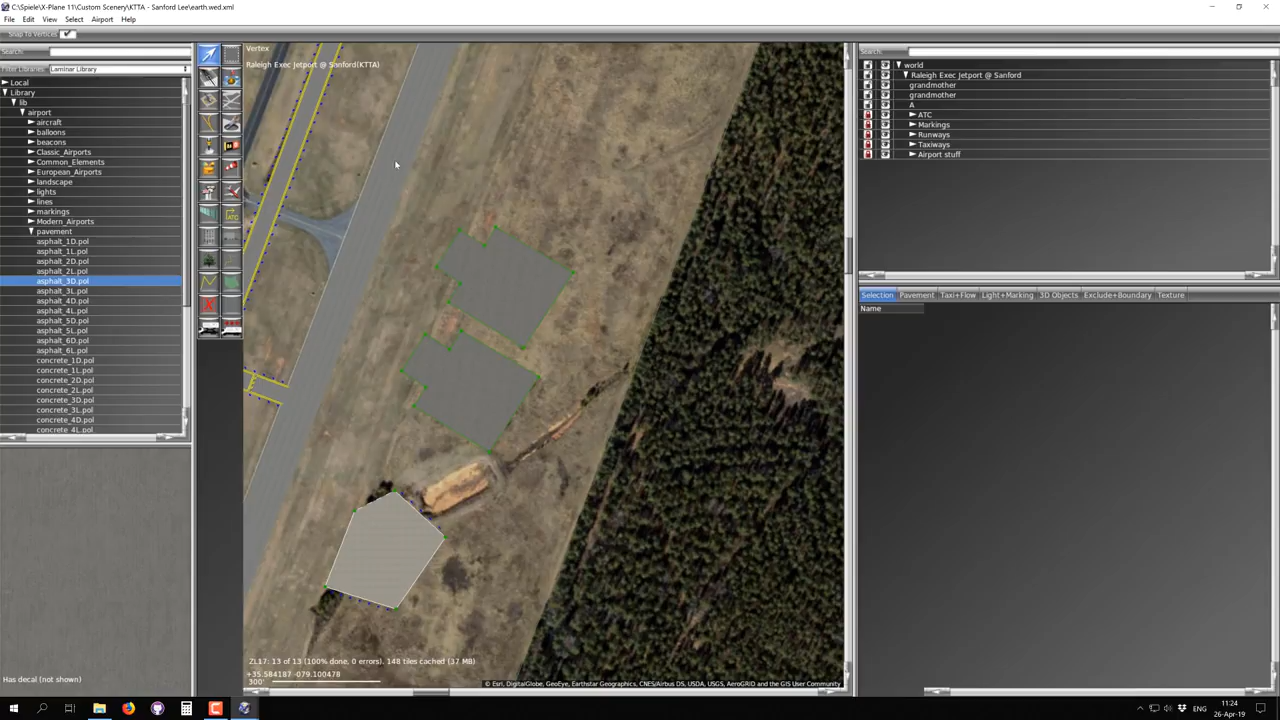 C:\Spiele\X-Plane 11\Custom Scenery\KTTA - Sanford Lee\earth.wed.xml
File Edit View Select Airport Help
Snap To Vertices
Search:
Filter Libraries: Laminar Library
Local
Library
lib
airport
aircraft
balloons
beacons
Classic_Airports
Common_Elements
European_Airports
landscape
lights
lines
markings
Modern_Airports
pavement
asphalt_1D.pol
asphalt_1L.pol
asphalt_2D.pol
asphalt_2L.pol
asphalt_3D.pol
asphalt_3L.pol
asphalt_4D.pol
asphalt_4L.pol
asphalt_5D.pol
asphalt_5L.pol
asphalt_6D.pol
asphalt_6L.pol
concrete_1D.pol
concrete_1L.pol
concrete_2D.pol
concrete_2L.pol
concrete_3D.pol
concrete_3L.pol
concrete_4D.pol
concrete_4L.pol
Has decal (not shown)
ATC
Vertex
Raleigh Exec Jetport @ Sanford(KTTA)
ZL17: 13 of 13 (100% done, 0 errors). 148 tiles cached (37 MB)
+35.584187 -079.100478
300'
© Esri, DigitalGlobe, GeoEye, Earthstar Geographics, CNES/Airbus DS, USDA, USGS, AeroGRID and the GIS User Community
Search:
world
Raleigh Exec Jetport @ Sanford
grandmother
grandmother
A
ATC
Markings
Runways
Taxiways
Airport stuff
Selection Pavement Taxi+Flow Light+Marking 3D Objects Exclude+Boundary Texture
Name
ENG
11:24
26-Apr-19